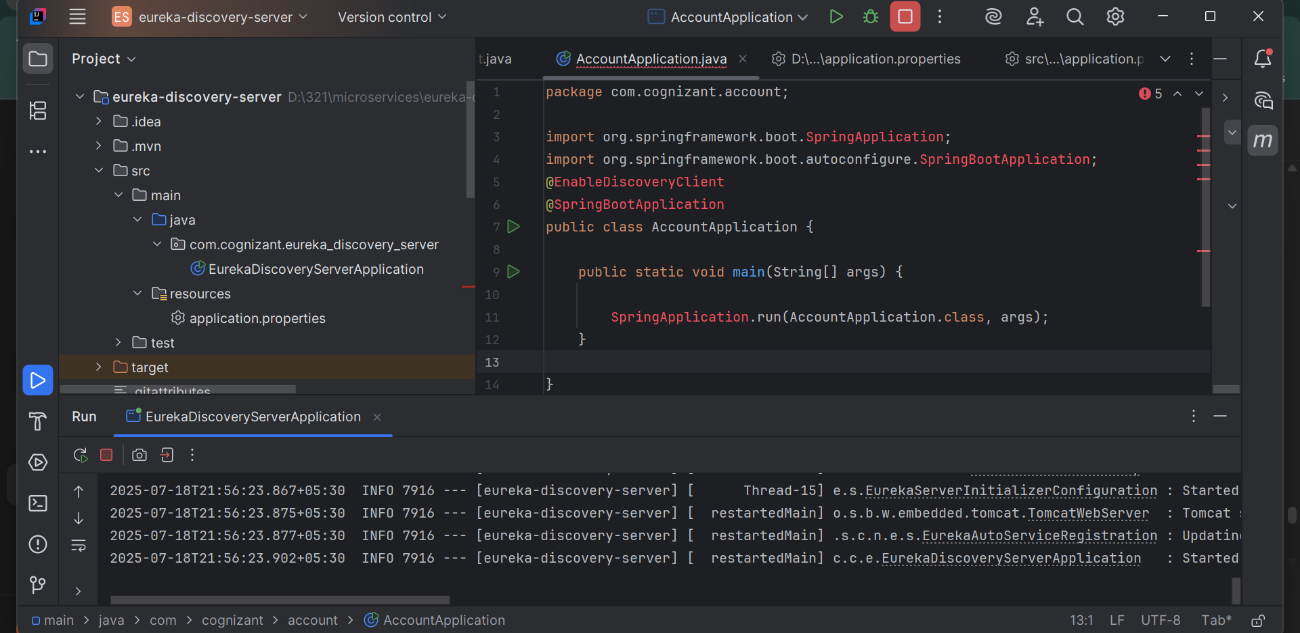 ES eureka-discovery-server Version control AccountApplication
Project
eureka-discovery-server D:\321\microservices\eureka-
.idea
.mvn
src
main
java
com.cognizant.eureka_discovery_server
EurekaDiscoveryServerApplication
resources
application.properties
test
target
.gitattributes
t.java AccountApplication.java D:\...\application.properties src\...\application.p
1 package com.cognizant.account; 5
2
3 import org.springframework.boot.SpringApplication;
4 import org.springframework.boot.autoconfigure.SpringBootApplication;
5 @EnableDiscoveryClient
6 @SpringBootApplication
7 public class AccountApplication {
8
9 public static void main(String[] args) {
10
11 SpringApplication.run(AccountApplication.class, args);
12 }
13
14 }
m
Run EurekaDiscoveryServerApplication
2025-07-18T21:56:23.867+05:30 INFO 7916 --- [eureka-discovery-server] [ Thread-15] e.s.EurekaServerInitializerConfiguration : Started
2025-07-18T21:56:23.875+05:30 INFO 7916 --- [eureka-discovery-server] [ restartedMain] o.s.b.w.embedded.tomcat.TomcatWebServer : Tomcat s
2025-07-18T21:56:23.877+05:30 INFO 7916 --- [eureka-discovery-server] [ restartedMain] .s.c.n.e.s.EurekaAutoServiceRegistration : Updatin
2025-07-18T21:56:23.902+05:30 INFO 7916 --- [eureka-discovery-server] [ restartedMain] c.c.e.EurekaDiscoveryServerApplication : Started
main > java > com > cognizant > account > AccountApplication 13:1 LF UTF-8 Tab*